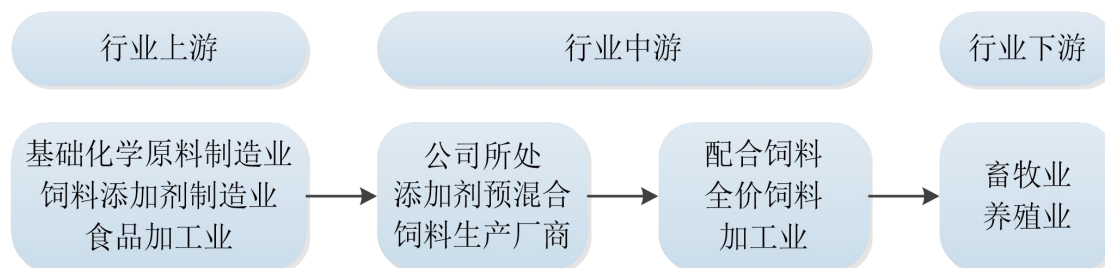 行业上游
行业中游
行业下游
基础化学原料制造业
饲料添加剂制造业
食品加工业
公司所处
添加剂预混合
饲料生产厂商
配合饲料
全价饲料
加工业
畜牧业
养殖业